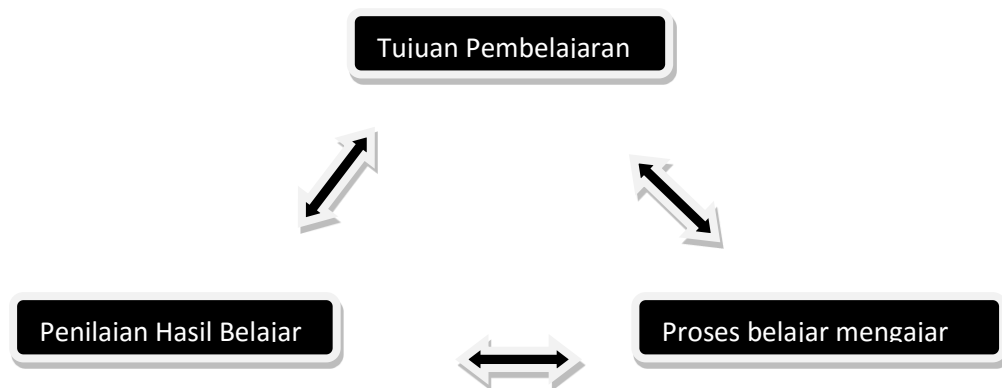 Tujuan Pembelajaran
Penilaian Hasil Belajar
Proses belajar mengajar